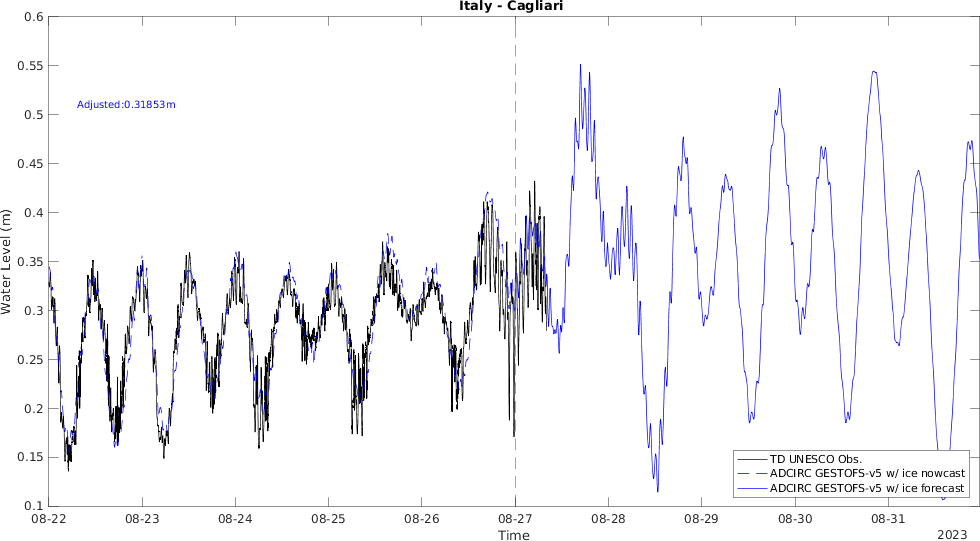 Italy - Cagliari
0.6
0.55
0.5
0.45
0.4
0.35
0.3
0.25
0.2
0.15
0.1
Water Level (m)
Adjusted:0.31853m
TD UNESCO Obs.
ADCIRC GESTOFS-v5 w/ ice nowcast
ADCIRC GESTOFS-v5 w/ ice forecast
08-22 08-23 08-24 08-25 08-26 08-27 08-28 08-29 08-30 08-31
Time
2023